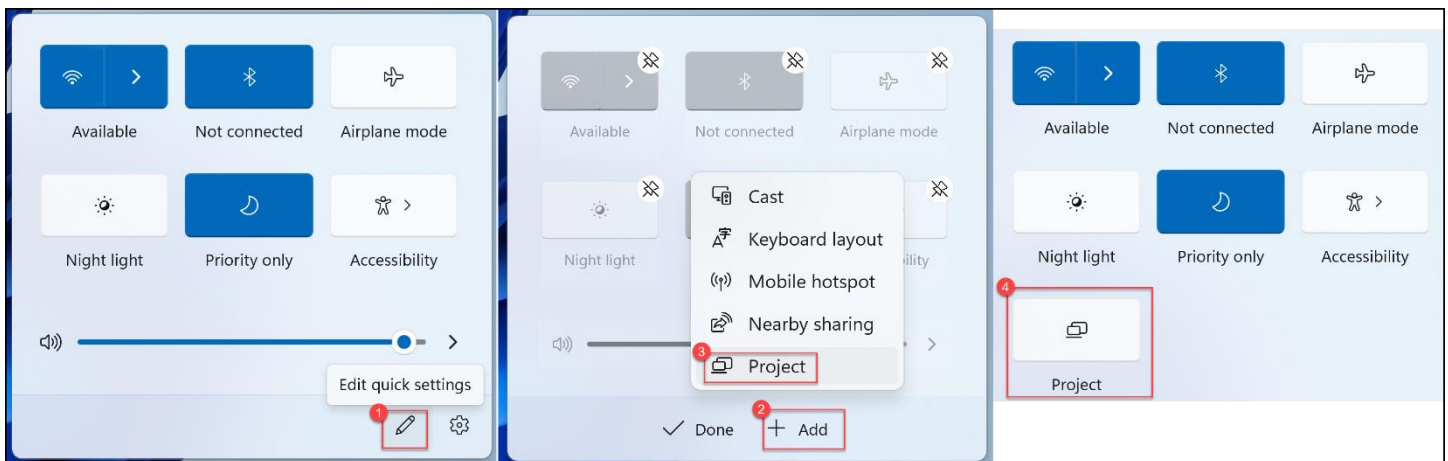 Available Not connected Airplane mode
Night light Priority only Accessibility
Edit quick settings
1
Available Not connected Airplane mode
Cast
Keyboard layout
Night light ility
Mobile hotspot
Nearby sharing
3
Project
2
Done Add
Available Not connected Airplane mode
Night light Priority only Accessibility
4
Project